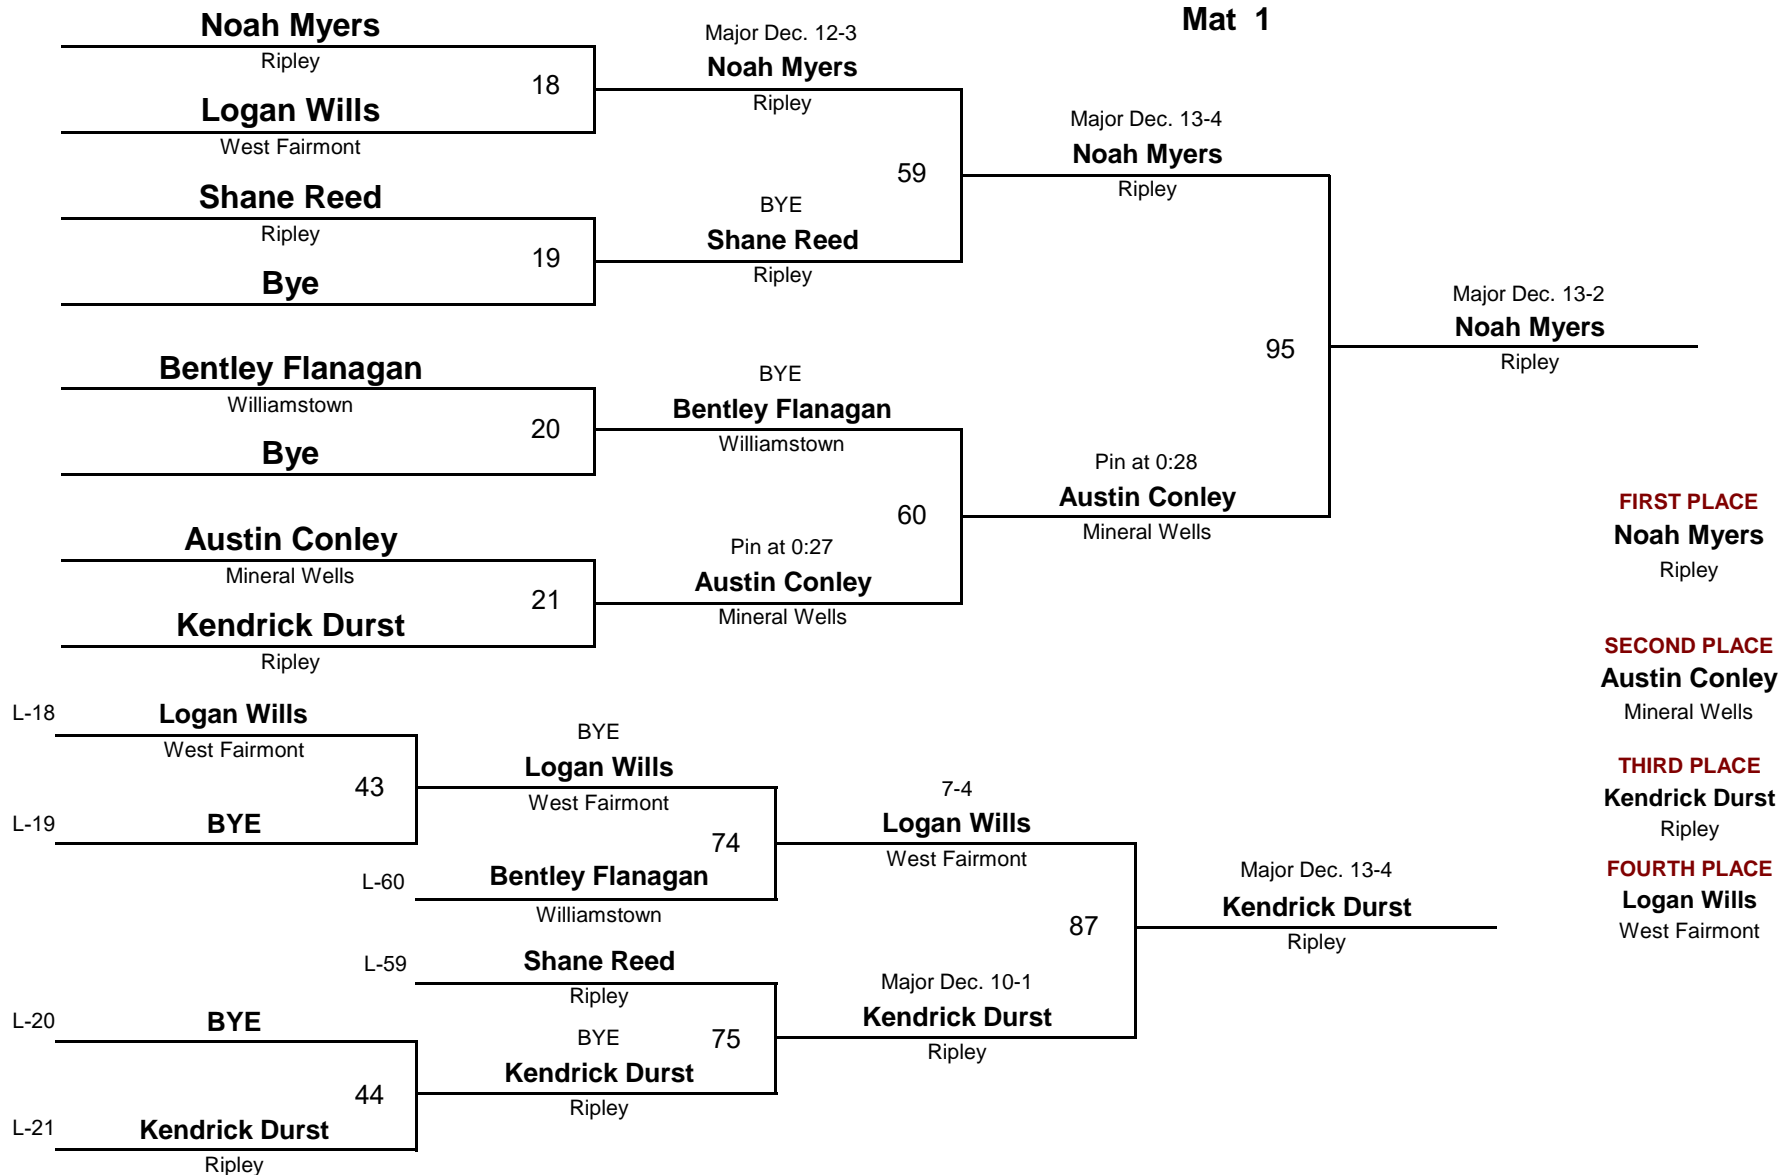 Mat 1
Noah Myers
Ripley
18
Logan Wills
West Fairmont
Shane Reed
Ripley
19
Bye
Bentley Flanagan
Williamstown
20
Bye
Austin Conley
Mineral Wells
21
Kendrick Durst
Ripley
Major Dec. 12-3
Noah Myers
Ripley
59
BYE
Shane Reed
Ripley
BYE
Bentley Flanagan
Williamstown
60
Pin at 0:27
Austin Conley
Mineral Wells
Major Dec. 13-4
Noah Myers
Ripley
95
Pin at 0:28
Austin Conley
Mineral Wells
Major Dec. 13-2
Noah Myers
Ripley
L-18
Logan Wills
West Fairmont
43
L-19
BYE
L-20
BYE
44
L-21
Kendrick Durst
Ripley
BYE
Logan Wills
West Fairmont
74
L-60
Bentley Flanagan
Williamstown
L-59
Shane Reed
Ripley
75
BYE
Kendrick Durst
Ripley
7-4
Logan Wills
West Fairmont
87
Major Dec. 10-1
Kendrick Durst
Ripley
Major Dec. 13-4
Kendrick Durst
Ripley
FIRST PLACE
Noah Myers
Ripley
SECOND PLACE
Austin Conley
Mineral Wells
THIRD PLACE
Kendrick Durst
Ripley
FOURTH PLACE
Logan Wills
West Fairmont